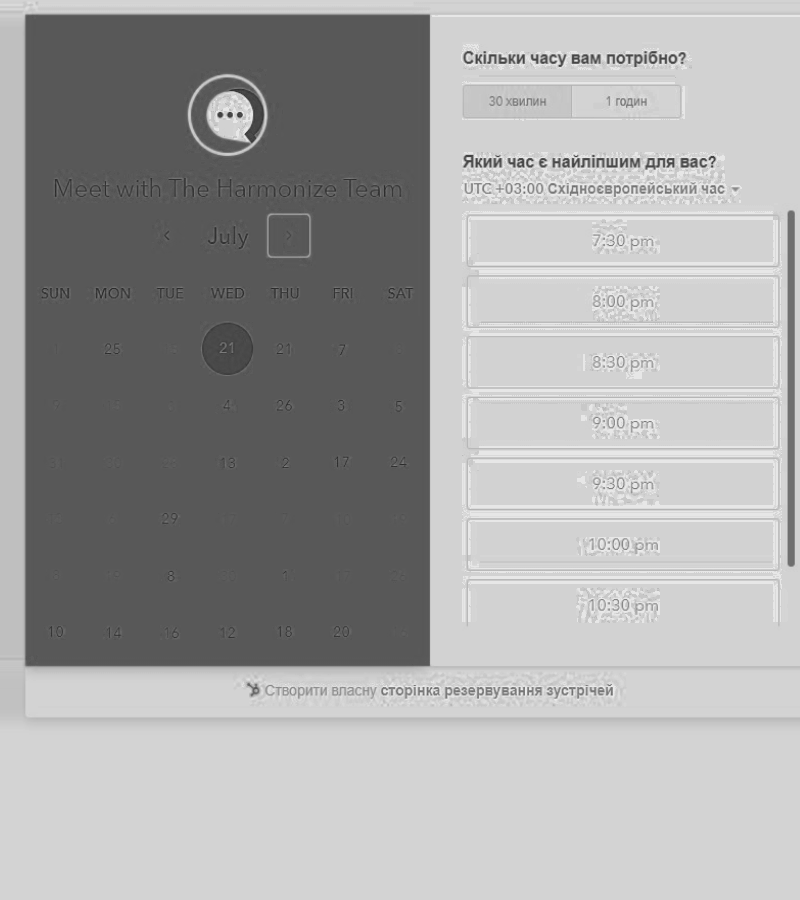 Meet with The Harmonize Team
July
SUN MON TUE WED THU FRI SAT
25 21 21 7
4 26 3 5
13 2 17 24
29
8 1
19 14 16 12 18 20
Скільки часу вам потрібно?
30 хвилин 1 годин
Який час є найліпшим для вас?
UTC +03:00 Східноєвропейський час
7:30 pm
8:00 pm
8:30 pm
9:00 pm
9:30 pm
10:00 pm
10:30 pm
Створити власну сторінка резервування зустрічей